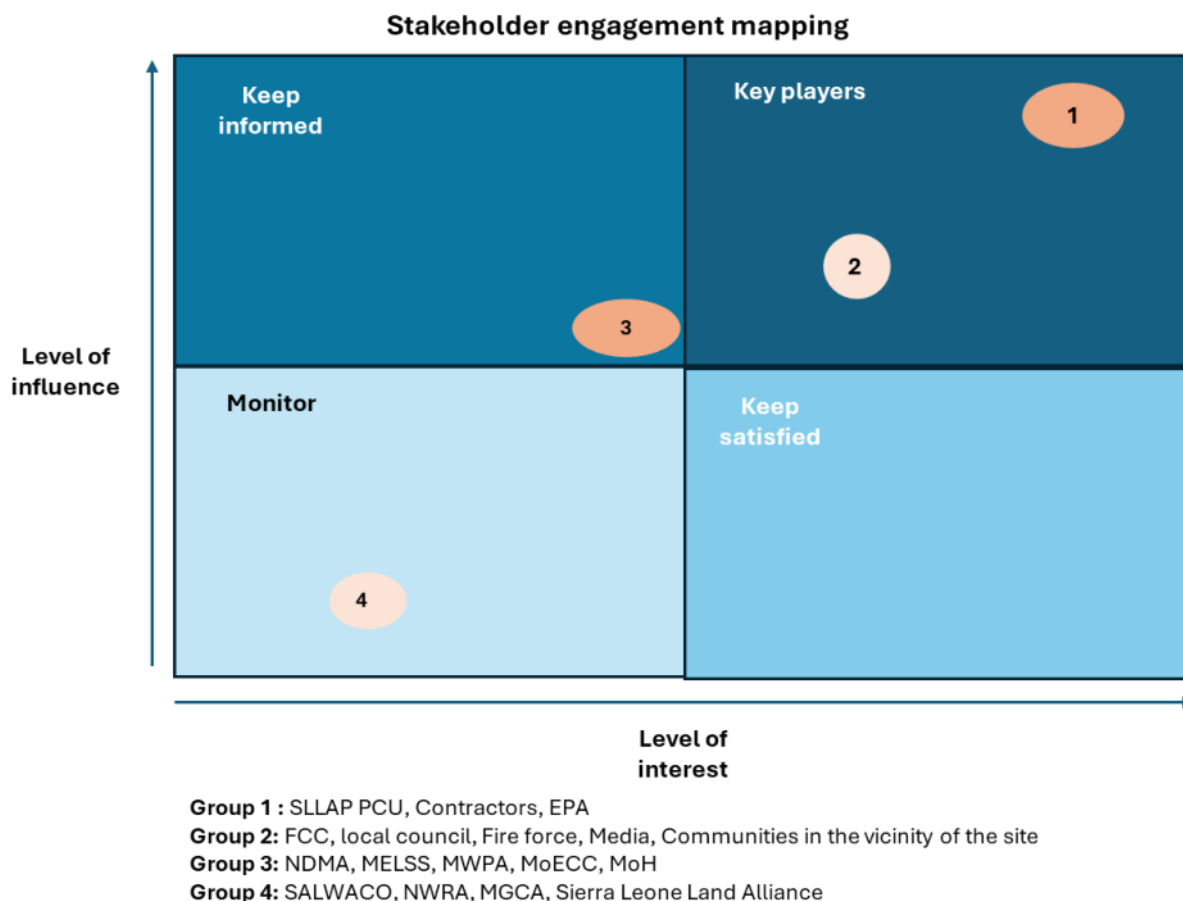 Stakeholder engagement mapping
Keep
informed
Key players
1
2
3
Level of
influence
Monitor
Keep
satisfied
4
Level of
interest
Group 1 : SLLAP PCU, Contractors, EPA
Group 2: FCC, local council, Fire force, Media, Communities in the vicinity of the site
Group 3: NDMA, MELSS, MWPA, MoECC, MoH
Group 4: SALWACO, NWRA, MGCA, Sierra Leone Land Alliance